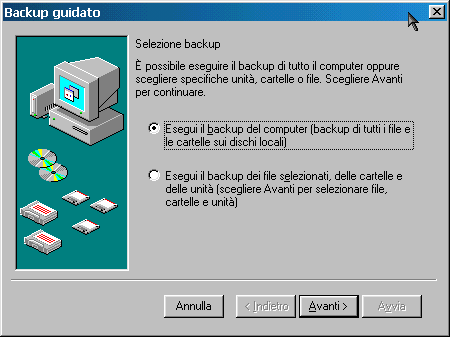 Backup guidato
Selezione backup
È possibile eseguire il backup di tutto il computer oppure
scegliere specifiche unità, cartelle o file. Scegliere Avanti
per continuare.
Esegui il backup del computer (backup di tutti i file e
le cartelle sui dischi locali)
Esegui il backup dei file selezionati, delle cartelle e
delle unità (scegliere Avanti per selezionare file,
cartelle e unità)
Annulla
< Indietro
Avanti >
Avvia